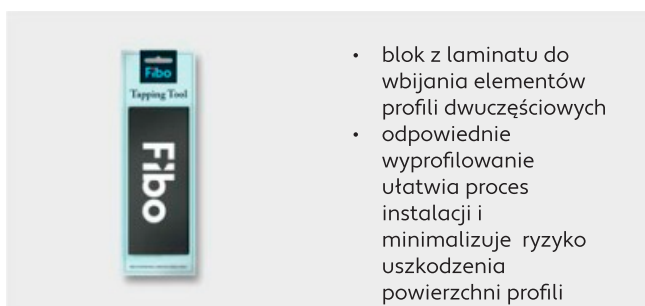 Fibo
Tapping Tool
Fibo
• blok z laminatu do
wbijania elementów
profili dwuczęściowych
• odpowiednie
wyprofilowanie
ułatwia proces
instalacji i
minimalizuje  ryzyko
uszkodzenia
powierzchni profili